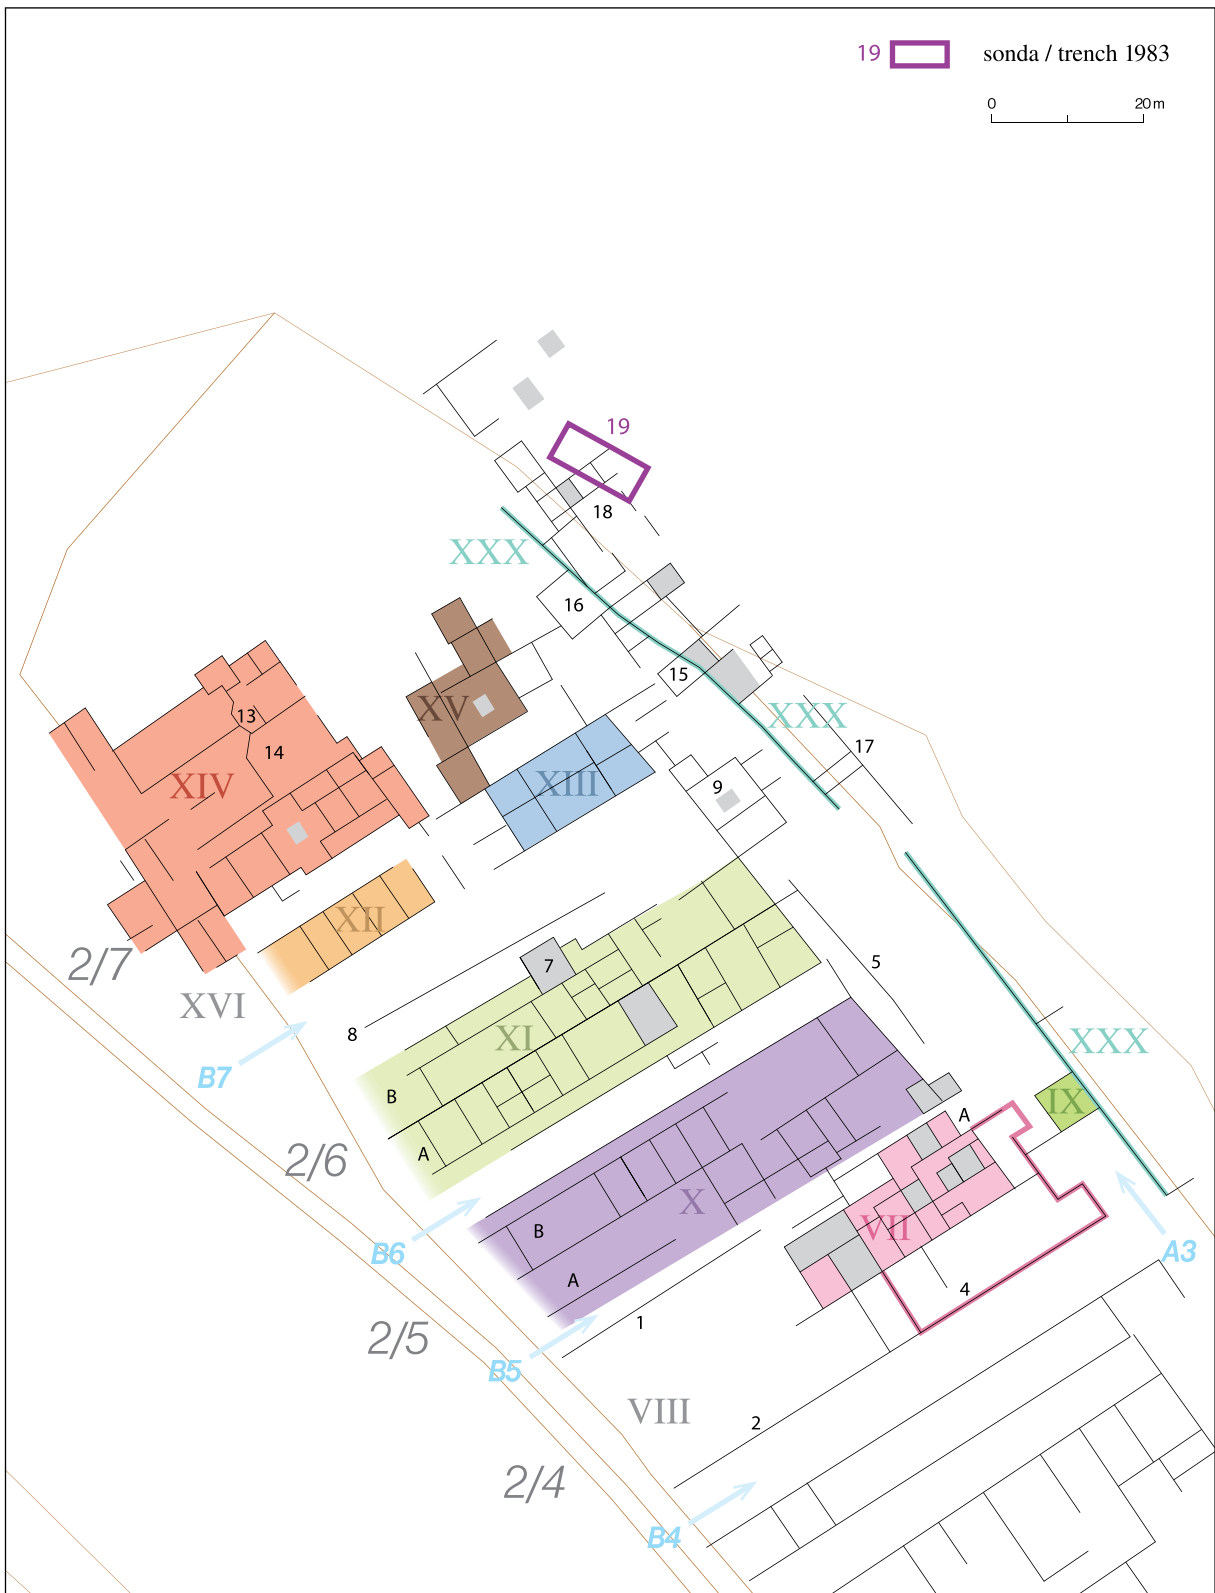 19 sonda / trench 1983
0 20 m
19
18
XXX
16
15
XV
13
XXX
14
17
XIV
XIII
9
XII
2/7
5
7
XVI
8
XI
XXX
B7
B
IX
A
A
2/6
X
VII
B
B6
A3
A
4
1
2/5
B5
VIII
2
2/4
B4